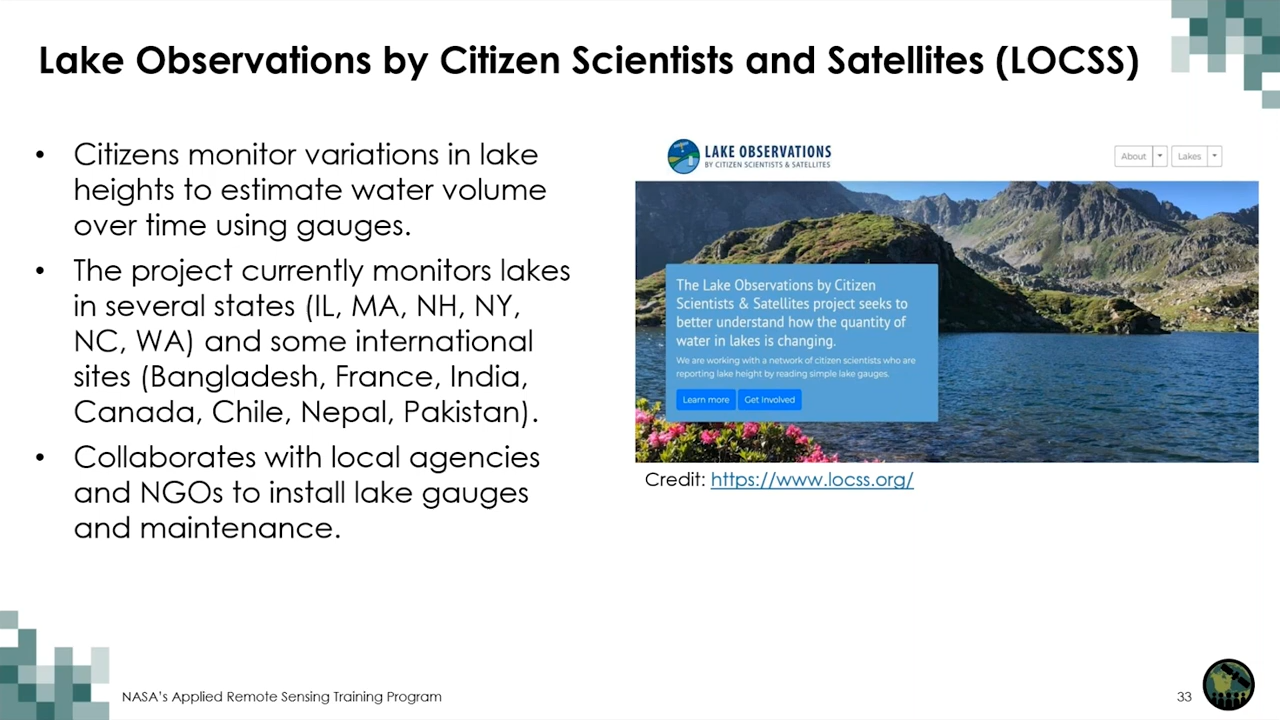 Lake Observations by Citizen Scientists and Satellites (LOCSS)
• Citizens monitor variations in lake
heights to estimate water volume
over time using gauges.
• The project currently monitors lakes
in several states (IL, MA, NH, NY,
NC, WA) and some international
sites (Bangladesh, France, India,
Canada, Chile, Nepal, Pakistan).
• Collaborates with local agencies
and NGOs to install lake gauges
and maintenance.
LAKE OBSERVATIONS
BY CITIZEN SCIENTISTS & SATELLITES
About Lakes
The Lake Observations by Citizen
Scientists & Satellites project seeks to
better understand how the quantity of
water in lakes is changing.
We are working with a network of citizen scientists who are
reporting lake height by reading simple lake gauges.
Learn more Get Involved
Credit: https://www.locss.org/
NASA's Applied Remote Sensing Training Program
33